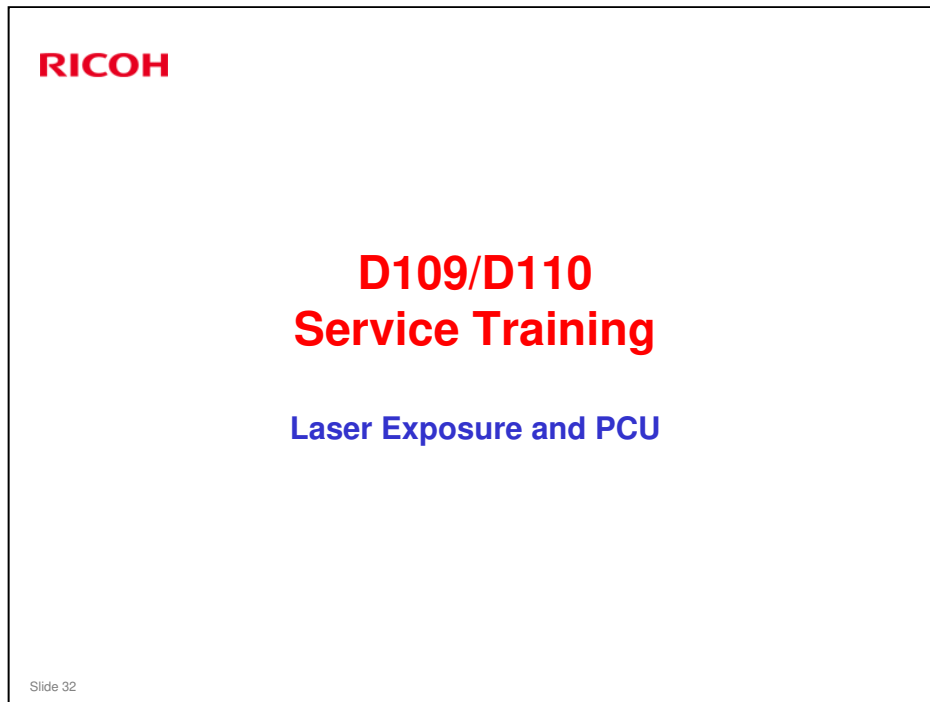 RICOH
D109/D110
Service Training
Laser Exposure and PCU
Slide 32